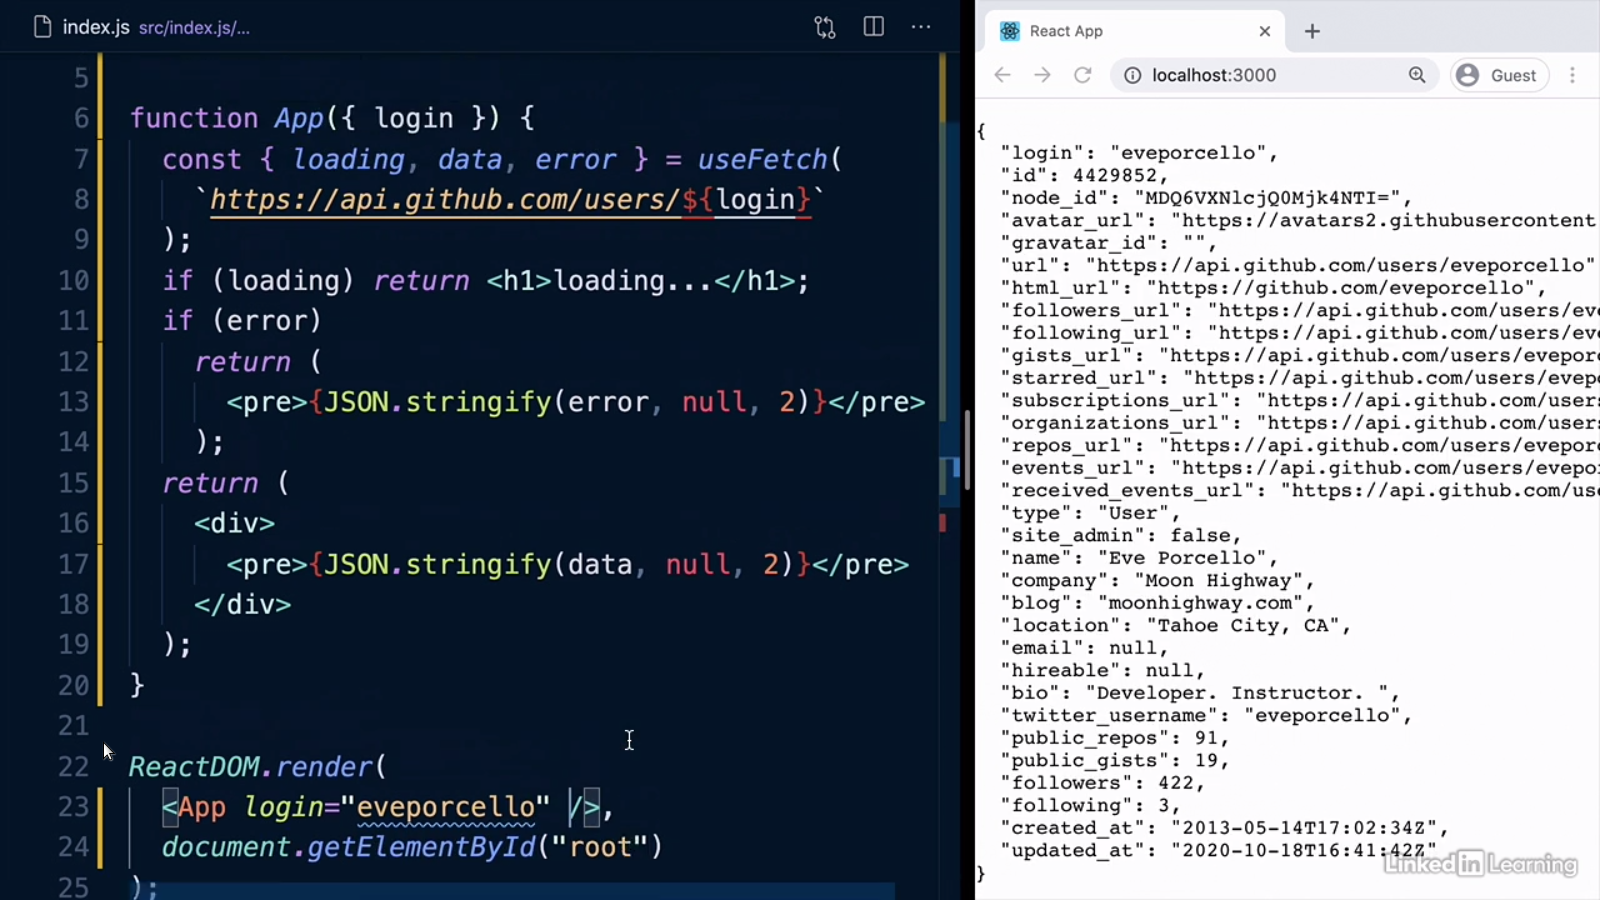 index.js src/index.js/...
5
6 function App({ login }) {
7 const { loading, data, error } = useFetch(
8 `https://api.github.com/users/${login}`
9 );
10 if (loading) return <h1>loading...</h1>;
11 if (error)
12 return (
13 <pre>{JSON.stringify(error, null, 2)}</pre>
14 );
15 return (
16 <div>
17 <pre>{JSON.stringify(data, null, 2)}</pre>
18 </div>
19 );
20 }
21
22 ReactDOM.render(
23 <App login="eveporcello" />,
24 document.getElementById("root")
25 );
React App
localhost:3000
Guest
{
"login": "eveporcello",
"id": 4429852,
"node_id": "MDQ6VXNlcjQ0Mjk4NTI=",
"avatar_url": "https://avatars2.githubusercontent
"gravatar_id": "",
"url": "https://api.github.com/users/eveporcello"
"html_url": "https://github.com/eveporcello",
"followers_url": "https://api.github.com/users/eve
"following_url": "https://api.github.com/users/eve
"gists_url": "https://api.github.com/users/eveporc
"starred_url": "https://api.github.com/users/evepo
"subscriptions_url": "https://api.github.com/users
"organizations_url": "https://api.github.com/users
"repos_url": "https://api.github.com/users/eveporc
"events_url": "https://api.github.com/users/evepor
"received_events_url": "https://api.github.com/use
"type": "User",
"site_admin": false,
"name": "Eve Porcello",
"company": "Moon Highway",
"blog": "moonhighway.com",
"location": "Tahoe City, CA",
"email": null,
"hireable": null,
"bio": "Developer. Instructor. ",
"twitter_username": "eveporcello",
"public_repos": 91,
"public_gists": 19,
"followers": 422,
"following": 3,
"created_at": "2013-05-14T17:02:34Z",
"updated_at": "2020-10-18T16:41:42Z"
}
Linked in Learning